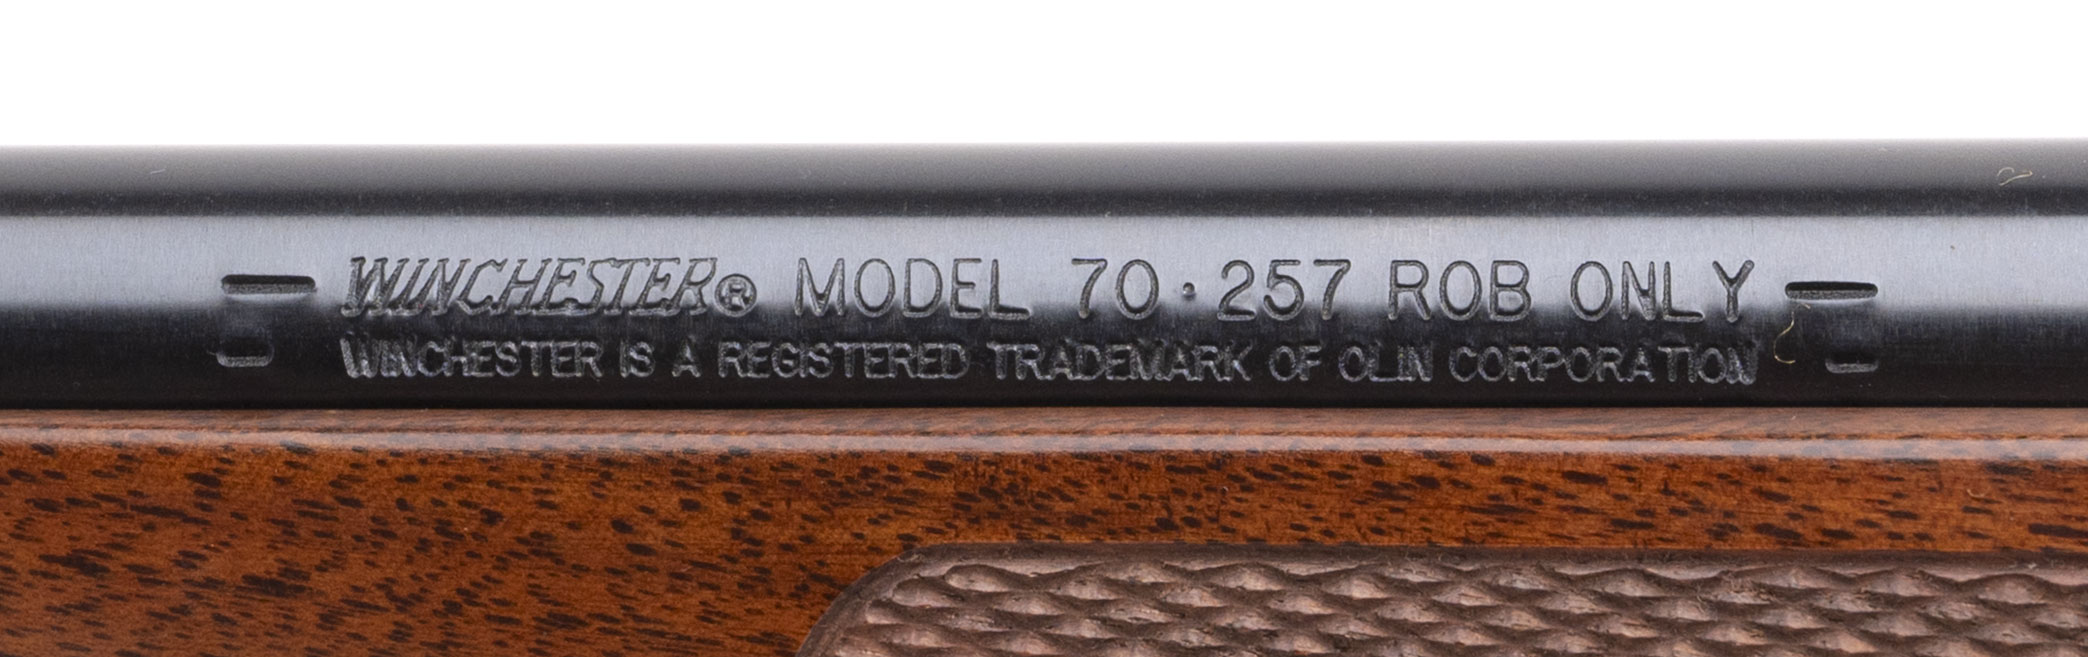 WINCHESTER® MODEL 70·257 ROB ONLY
WINCHESTER IS A REGISTERED TRADEMARK OF OLIN CORPORATION